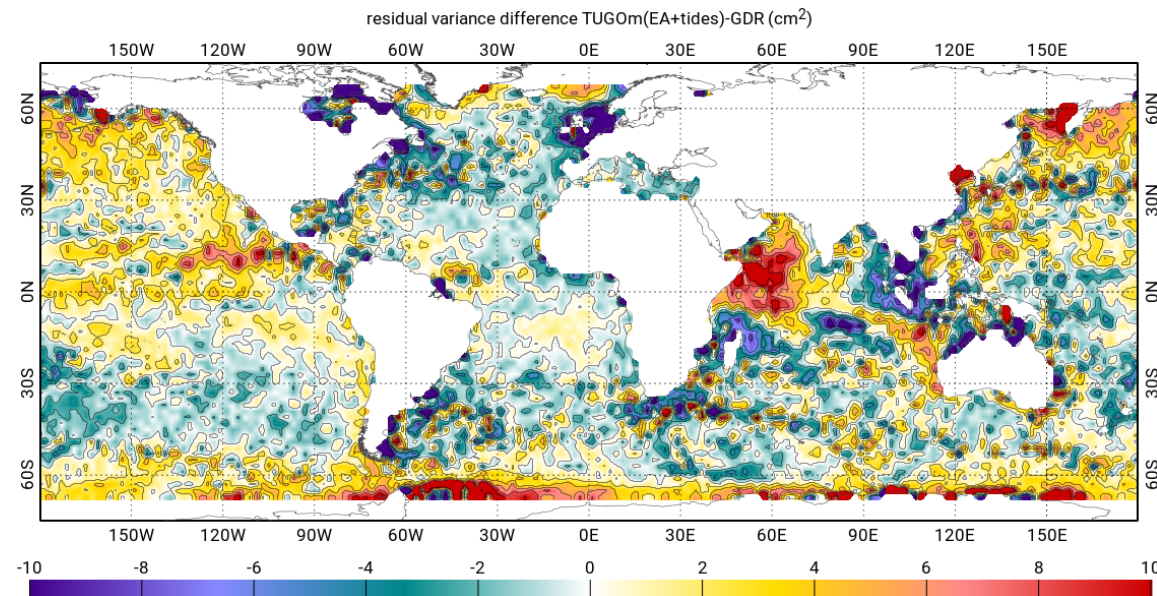 residual variance difference TUGOm(EA+tides)-GDR (cm2)
150W 120W 90W 60W 30W 0E 30E 60E 90E 120E 150E
60N 60N
30N 30N
0N 0N
30S 30S
60S 60S
150W 120W 90W 60W 30W 0E 30E 60E 90E 120E 150E
-10 -8 -6 -4 -2 0 2 4 6 8 10